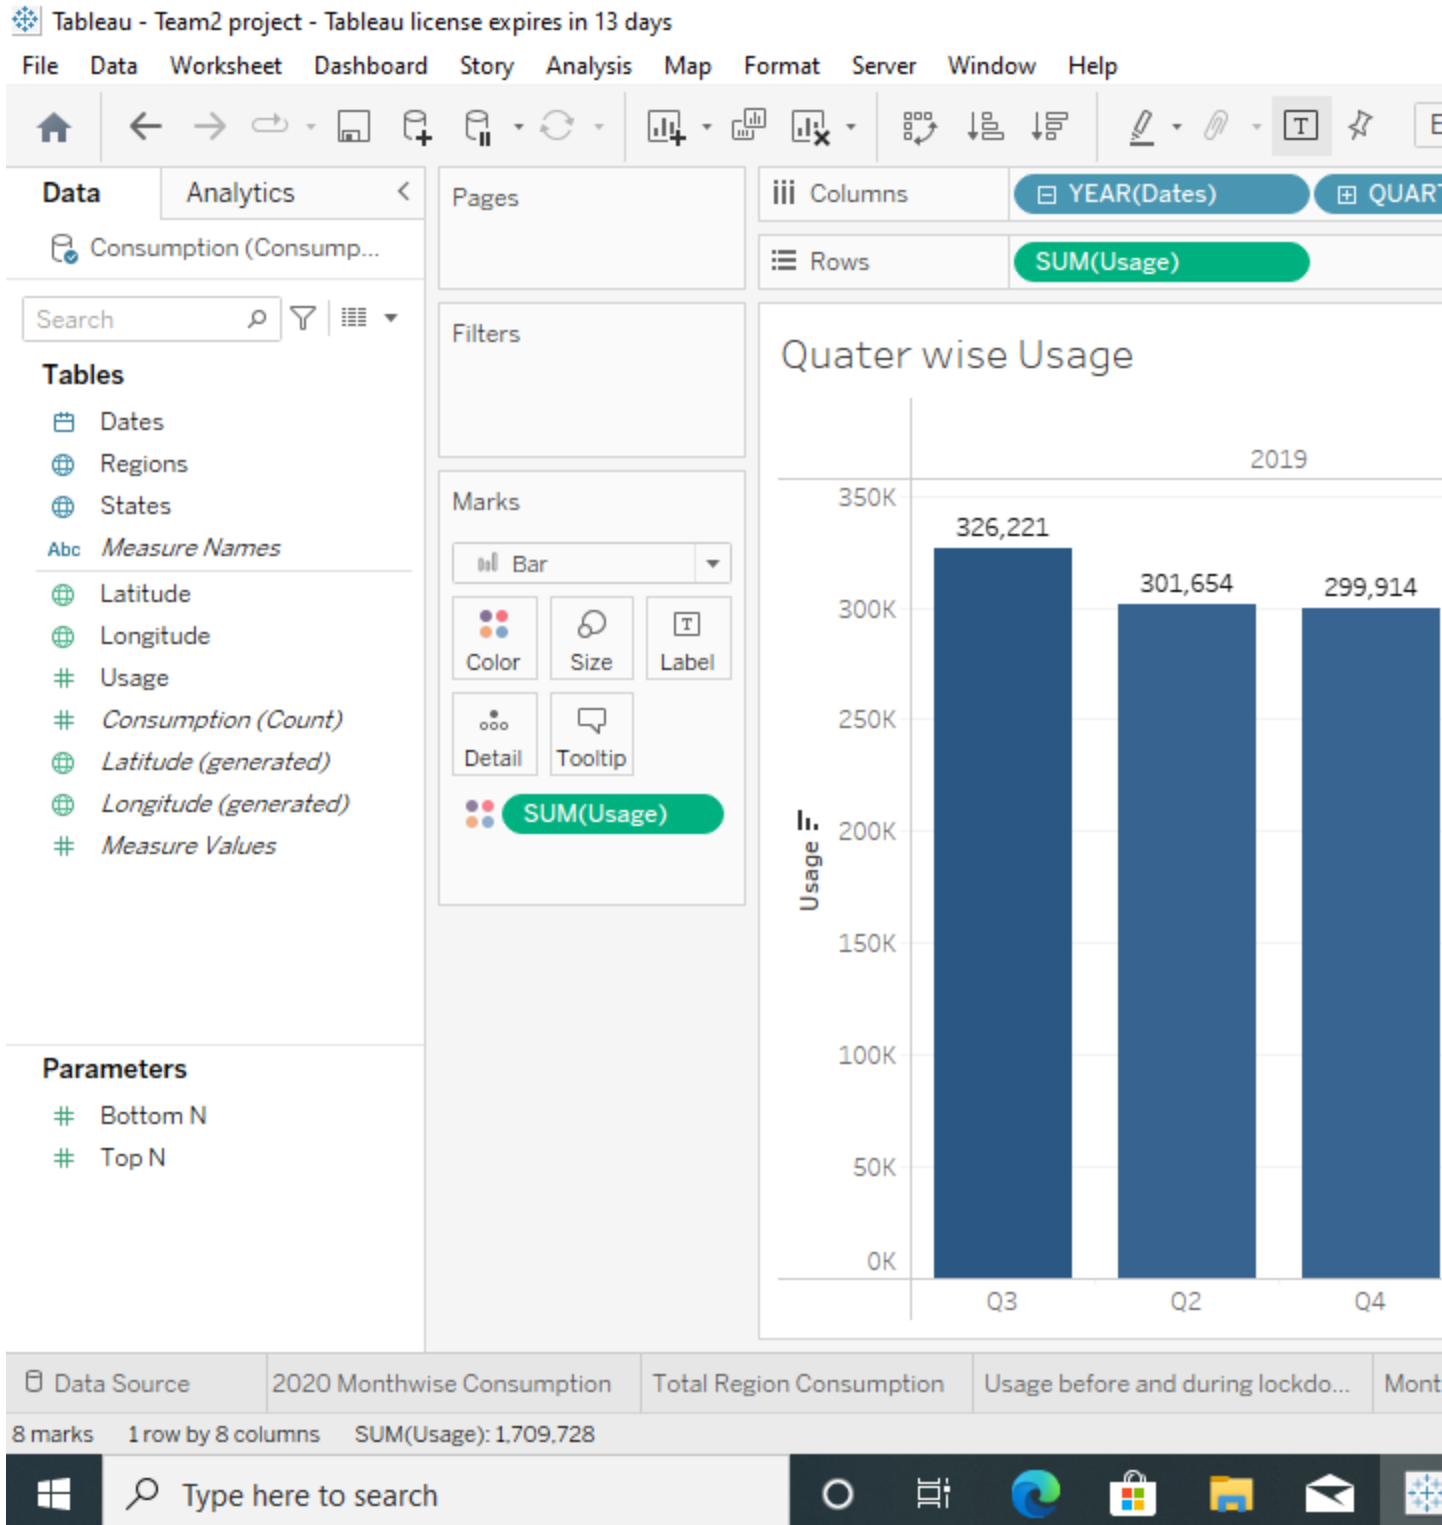 Tableau - Team2 project - Tableau license expires in 13 days
File Data Worksheet Dashboard Story Analysis Map Format Server Window Help
Data Analytics
Consumption (Consump...
Search
Tables
Dates
Regions
States
Abc Measure Names
Latitude
Longitude
Usage
Consumption (Count)
Latitude (generated)
Longitude (generated)
Measure Values
Parameters
Bottom N
Top N
Pages
Filters
Marks
Bar
Color Size Label
Detail Tooltip
SUM(Usage)
Columns YEAR(Dates) QUART
Rows SUM(Usage)
Quater wise Usage
2019
350K
300K
250K
200K
150K
100K
50K
0K
Usage
326,221
301,654
299,914
Q3 Q2 Q4
Data Source 2020 Monthwise Consumption Total Region Consumption Usage before and during lockdo... Mont
8 marks 1 row by 8 columns SUM(Usage): 1,709,728
Type here to search